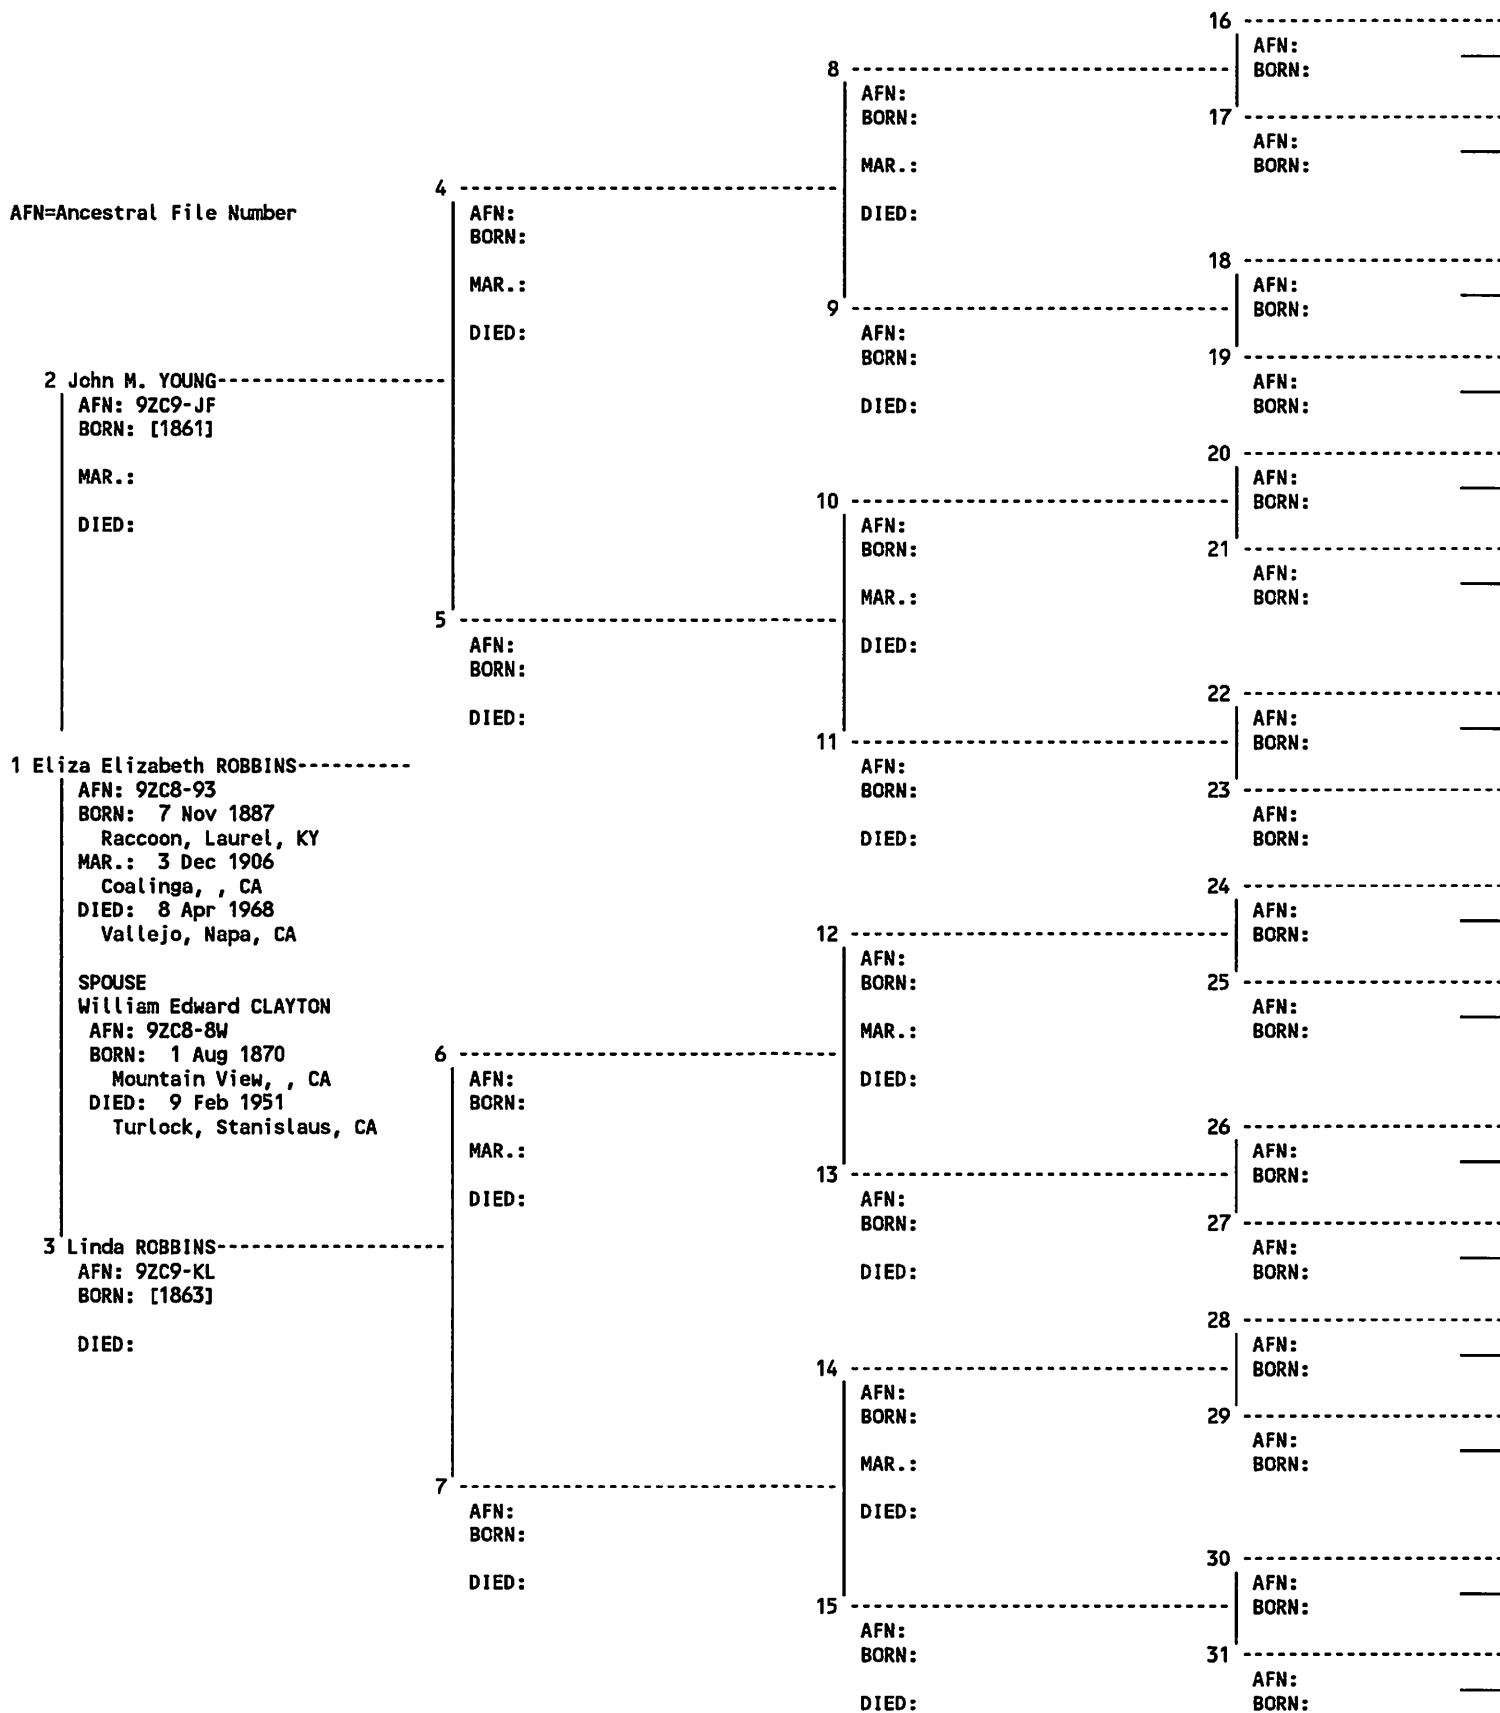 AFN=Ancestral File Number
2 John M. YOUNG
AFN: 9ZC9-JF
BORN: [1861]
MAR.:
DIED:
1 Eliza Elizabeth ROBBINS
AFN: 9ZC8-93
BORN: 7 Nov 1887
Raccoon, Laurel, KY
MAR.: 3 Dec 1906
Coalinga, , CA
DIED: 8 Apr 1968
Vallejo, Napa, CA
SPOUSE
William Edward CLAYTON
AFN: 9ZC8-8W
BORN: 1 Aug 1870
Mountain View, , CA
DIED: 9 Feb 1951
Turlock, Stanislaus, CA
3 Linda ROBBINS
AFN: 9ZC9-KL
BORN: [1863]
DIED:
4
AFN:
BORN:
MAR.:
DIED:
5
AFN:
BORN:
DIED:
6
AFN:
BORN:
MAR.:
DIED:
7
AFN:
BORN:
DIED:
8
AFN:
BORN:
MAR.:
DIED:
9
AFN:
BORN:
DIED:
10
AFN:
BORN:
MAR.:
DIED:
11
AFN:
BORN:
DIED:
12
AFN:
BORN:
MAR.:
DIED:
13
AFN:
BORN:
DIED:
14
AFN:
BORN:
MAR.:
DIED:
15
AFN:
BORN:
DIED:
16
AFN:
BORN:
17
AFN:
BORN:
18
AFN:
BORN:
19
AFN:
BORN:
20
AFN:
BORN:
21
AFN:
BORN:
22
AFN:
BORN:
23
AFN:
BORN:
24
AFN:
BORN:
25
AFN:
BORN:
26
AFN:
BORN:
27
AFN:
BORN:
28
AFN:
BORN:
29
AFN:
BORN:
30
AFN:
BORN:
31
AFN:
BORN: